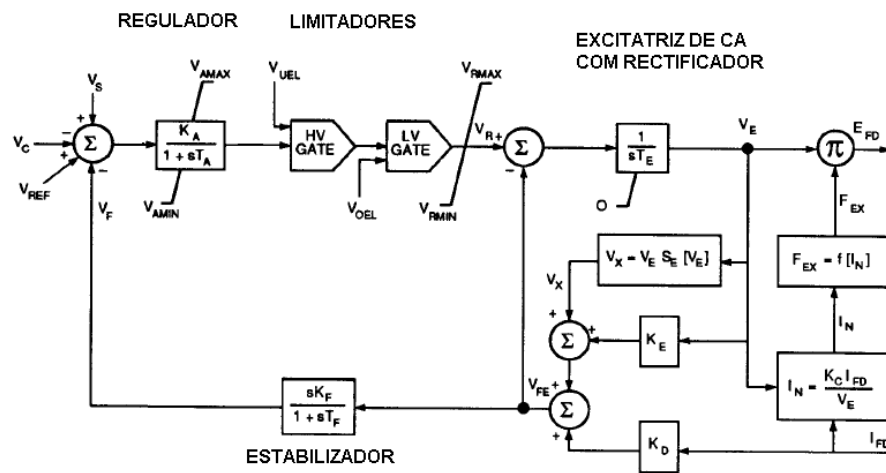 REGULADOR
LIMITADORES
EXCITATRIZ DE CA
COM RECTIFICADOR
V_S
V_AMAX
V_UEL
V_RMAX
V_C
+
−
+
−
Σ
K_A
1 + sT_A
HV
GATE
LV
GATE
V_R
+
−
Σ
1
sT_E
V_E
π
E_FD
V_REF
V_F
V_AMIN
V_OEL
V_RMIN
O
F_EX
V_X = V_E S_E [V_E]
F_EX = f [I_N]
V_X
+
+
Σ
K_E
I_N
V_FE
+
+
Σ
I_N = K_C I_FD
V_E
sK_F
1 + sT_F
K_D
I_FD
ESTABILIZADOR